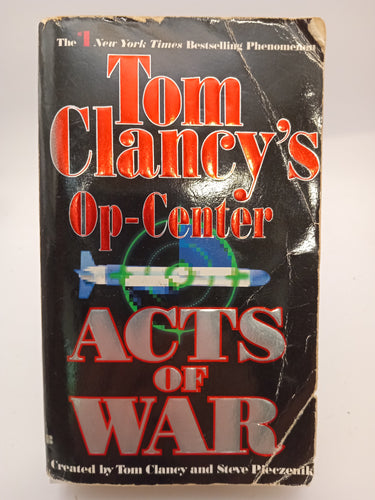 The #1 New York Times Bestselling Phenomenon
Tom
Clancy's
Op-Center
ACTS
OF
WAR
Created by Tom Clancy and Steve Pieczenik